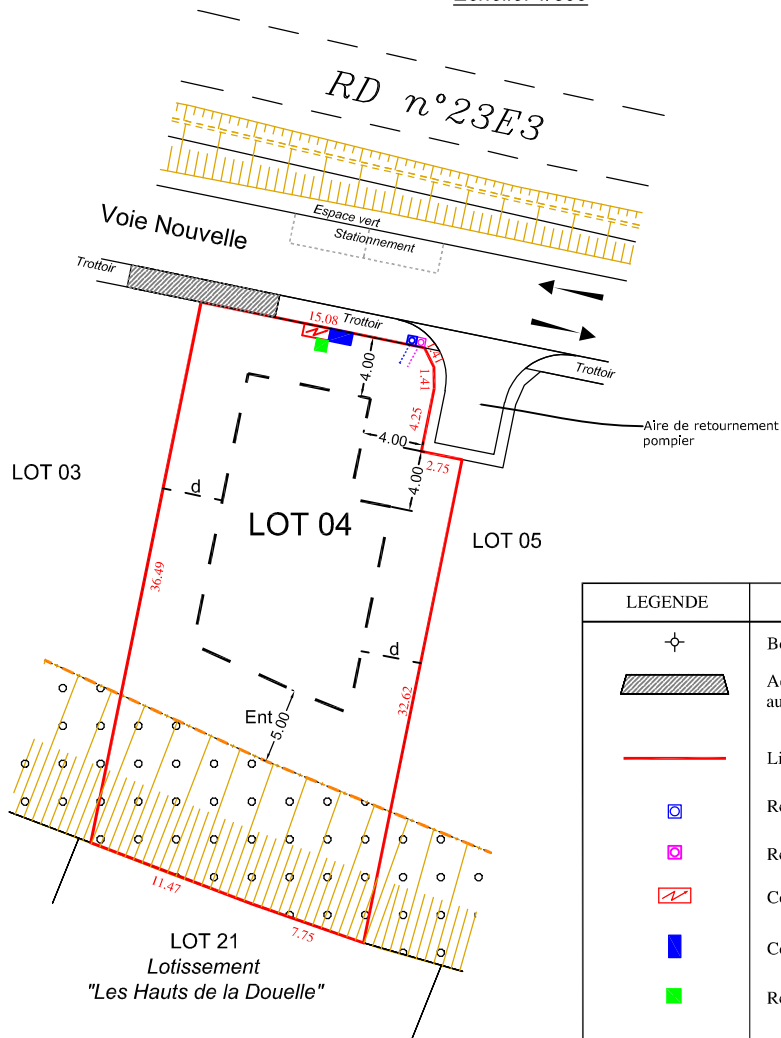 RD n°23E3
Espace vert
Stationnement
Voie Nouvelle
Trottoir
15.08
Trottoir
1.41
1.41
Trottoir
4.00
4.25
4.00
2.75
4.00
Aire de retournement
pompier
LOT 03
d
LOT 04
LOT 05
36.49
d
32.62
Ent
5.00
11.47
7.75
LOT 21
Lotissement
"Les Hauts de la Douelle"
LEGENDE